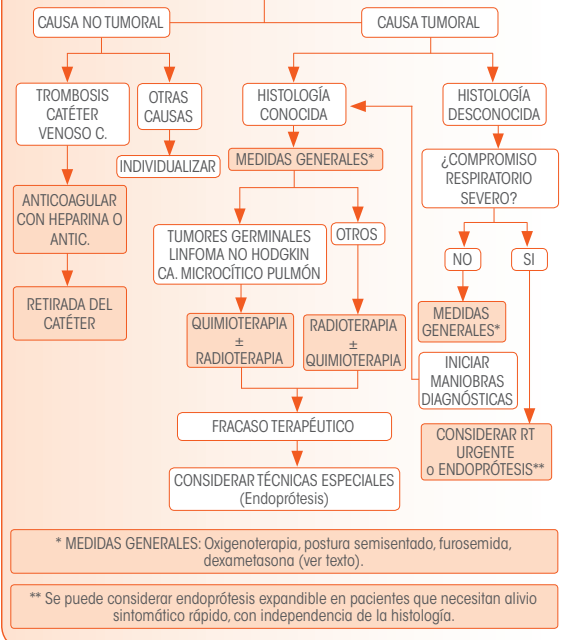 CAUSA NO TUMORAL
CAUSA TUMORAL
TROMBOSIS
CATÉTER
VENOSO C.
OTRAS
CAUSAS
HISTOLOGÍA
CONOCIDA
HISTOLOGÍA
DESCONOCIDA
INDIVIDUALIZAR
MEDIDAS GENERALES*
¿COMPROMISO
RESPIRATORIO
SEVERO?
ANTICOAGULAR
CON HEPARINA O
ANTIC.
TUMORES GERMINALES
LINFOMA NO HODGKIN
CA. MICROCÍTICO PULMÓN
OTROS
NO
SI
RETIRADA DEL
CATÉTER
QUIMIOTERAPIA
±
RADIOTERAPIA
RADIOTERAPIA
±
QUIMIOTERAPIA
MEDIDAS
GENERALES*
INICIAR
MANIOBRAS
DIAGNÓSTICAS
FRACASO TERAPÉUTICO
CONSIDERAR RT
URGENTE
o ENDOPRÓTESIS**
CONSIDERAR TÉCNICAS ESPECIALES
(Endoprótesis)
* MEDIDAS GENERALES: Oxigenoterapia, postura semisentado, furosemida,
dexametasona (ver texto).
** Se puede considerar endoprótesis expandible en pacientes que necesitan alivio
sintomático rápido, con independencia de la histología.